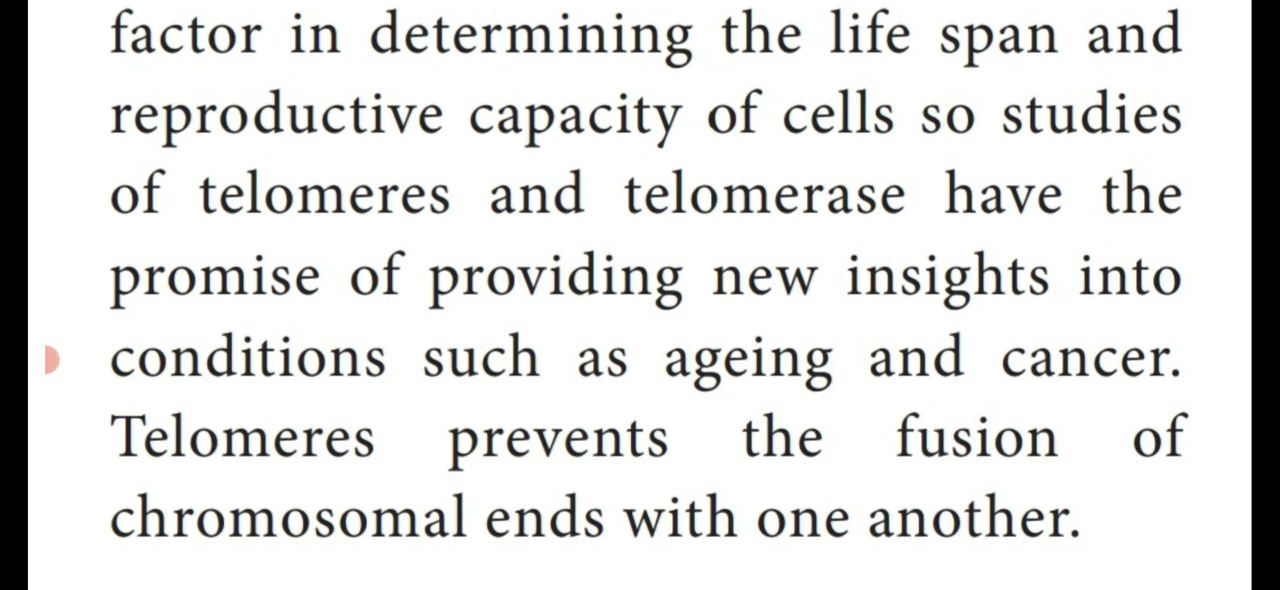 factor in determining the life span and
reproductive capacity of cells so studies
of telomeres and telomerase have the
promise of providing new insights into
conditions such as ageing and cancer.
Telomeres prevents the fusion of
chromosomal ends with one another.